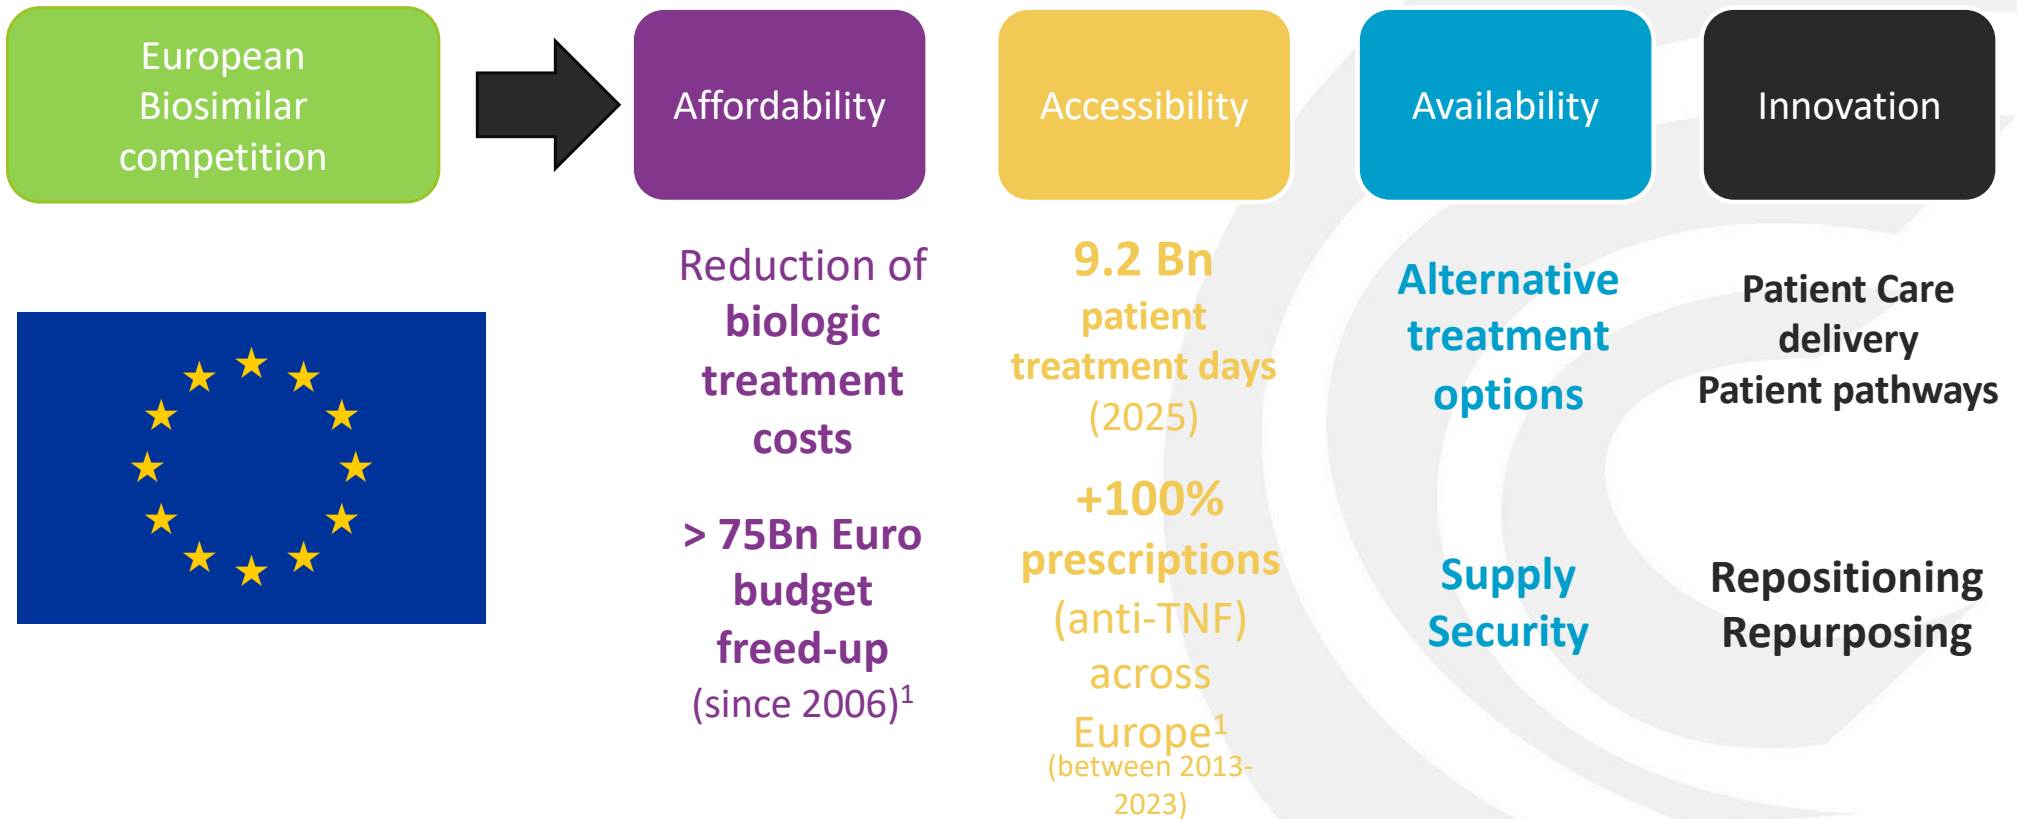 European
Biosimilar
competition
Affordability
Reduction of
biologic
treatment
costs
> 75Bn Euro
budget
freed-up
(since 2006)¹
Accessibility
9.2 Bn
patient
treatment days
(2025)
+100%
prescriptions
(anti-TNF)
across
Europe¹
(between 2013-
2023)
Availability
Alternative
treatment
options
Supply
Security
Innovation
Patient Care
delivery
Patient pathways
Repositioning
Repurposing